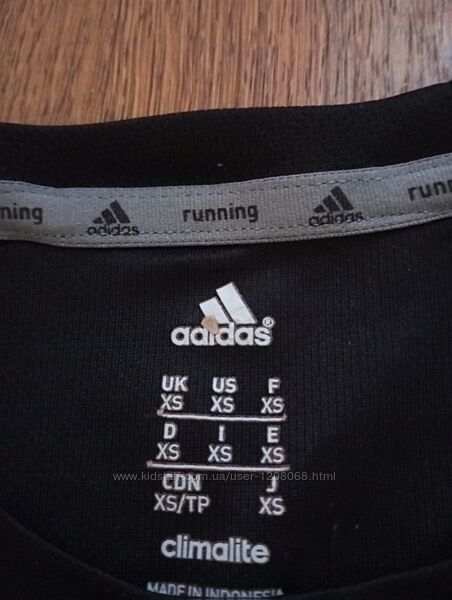 running adidas running adidas running
adidas®
UK US F
XS XS XS
D I E
XS XS XS
CDN J
XS/TP XS
www.kidstaff.com.ua/user-1208068.html
climalite
MADE IN INDONESIA